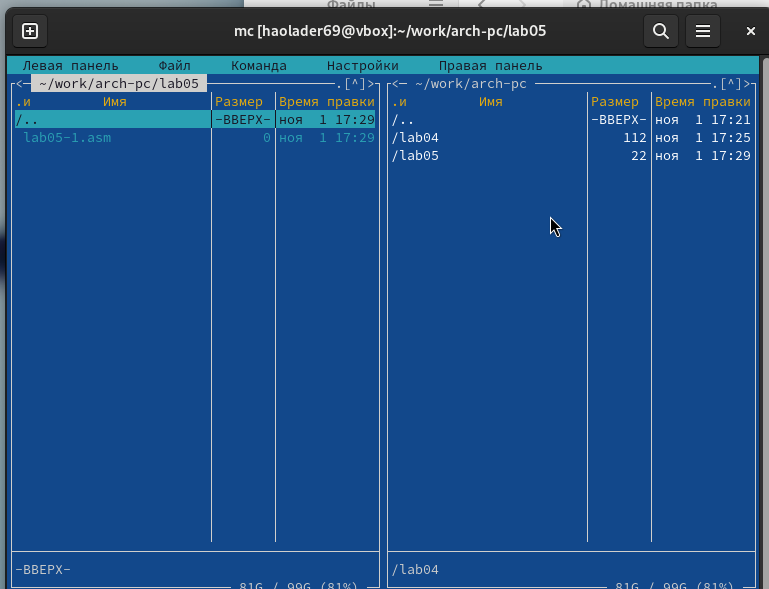 Файлы Домашняя папка
mc [haolader69@vbox]:~/work/arch-pc/lab05
Левая панель Файл Команда Настройки Правая панель
<─ ~/work/arch-pc/lab05 .[^]>
.и Имя Размер Время правки
/.. -ВВЕРХ- ноя 1 17:29
lab05-1.asm 0 ноя 1 17:29
-ВВЕРХ-
81G / 99G (81%)
<─ ~/work/arch-pc .[^]>
.и Имя Размер Время правки
/.. -ВВЕРХ- ноя 1 17:21
/lab04 112 ноя 1 17:25
/lab05 22 ноя 1 17:29
/lab04
81G / 99G (81%)